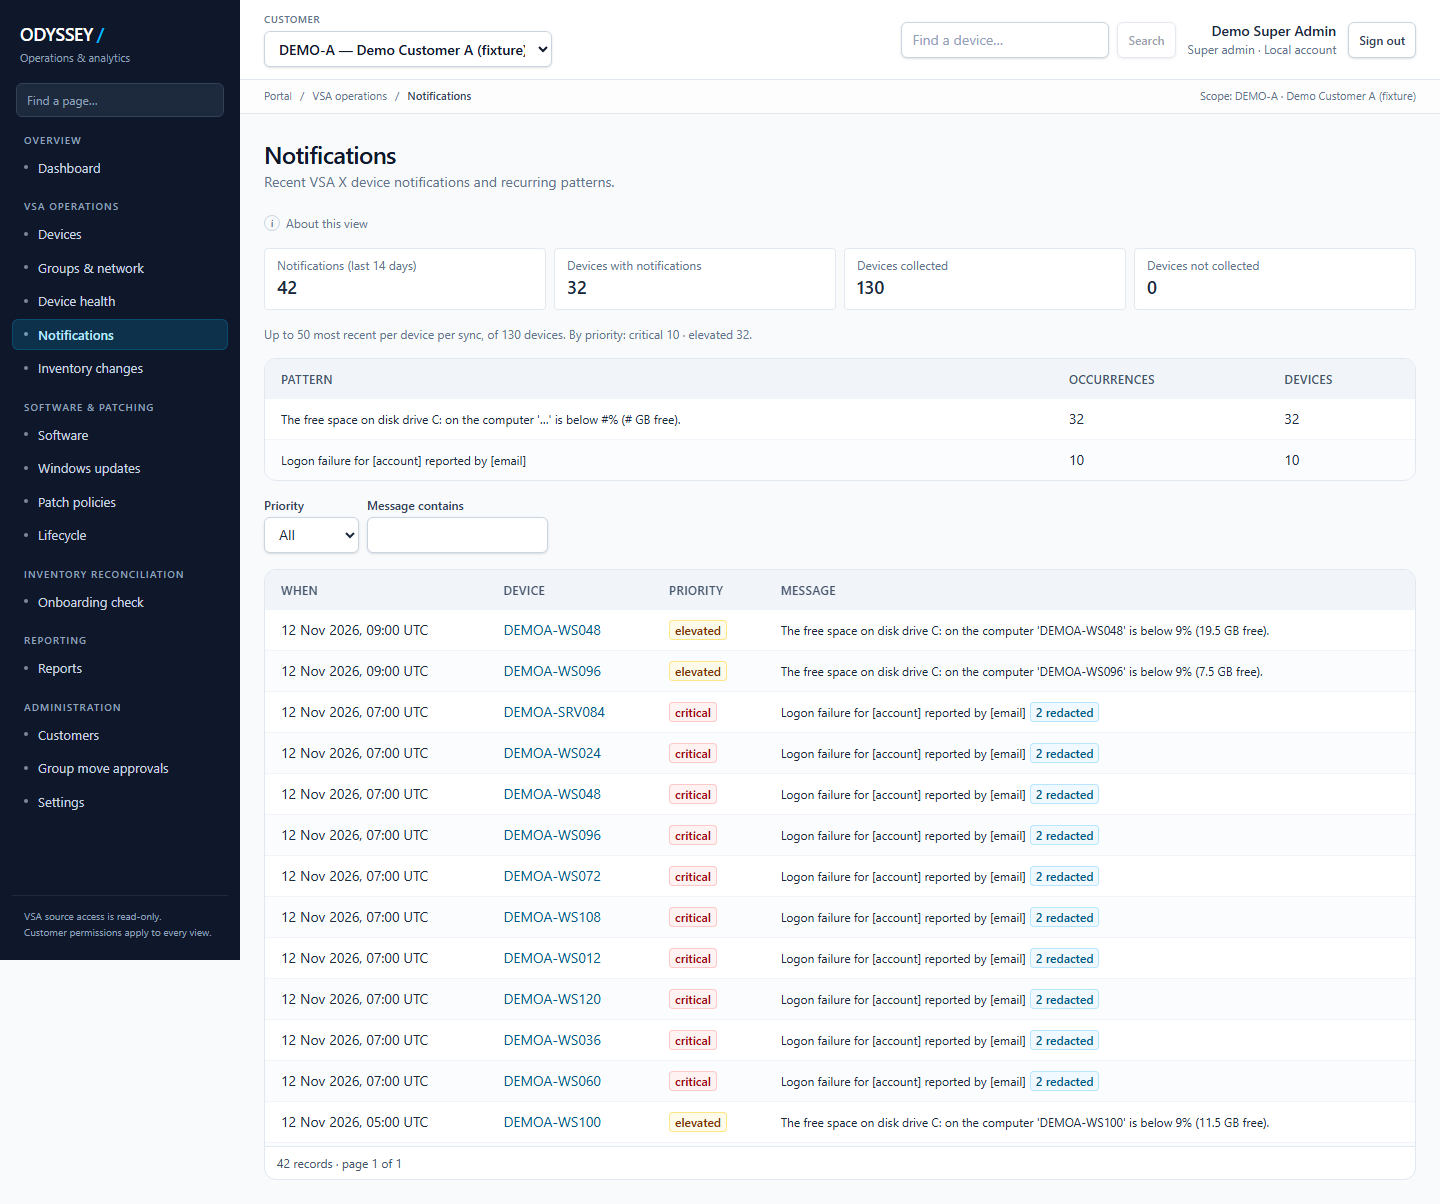 ODYSSEY /
Operations & analytics
Find a page...
OVERVIEW
Dashboard
VSA OPERATIONS
Devices
Groups & network
Device health
Notifications
Inventory changes
SOFTWARE & PATCHING
Software
Windows updates
Patch policies
Lifecycle
INVENTORY RECONCILIATION
Onboarding check
REPORTING
Reports
ADMINISTRATION
Customers
Group move approvals
Settings
VSA source access is read-only.
Customer permissions apply to every view.
CUSTOMER
DEMO-A — Demo Customer A (fixture)
Find a device...
Search
Demo Super Admin
Super admin · Local account
Sign out
Portal / VSA operations / Notifications
Scope: DEMO-A · Demo Customer A (fixture)
Notifications
Recent VSA X device notifications and recurring patterns.
i About this view
Notifications (last 14 days)
42
Devices with notifications
32
Devices collected
130
Devices not collected
0
Up to 50 most recent per device per sync, of 130 devices. By priority: critical 10 · elevated 32.
PATTERN OCCURRENCES DEVICES
The free space on disk drive C: on the computer '...' is below #% (# GB free). 32 32
Logon failure for [account] reported by [email] 10 10
Priority
All
Message contains
WHEN DEVICE PRIORITY MESSAGE
12 Nov 2026, 09:00 UTC DEMOA-WS048 elevated The free space on disk drive C: on the computer 'DEMOA-WS048' is below 9% (19.5 GB free).
12 Nov 2026, 09:00 UTC DEMOA-WS096 elevated The free space on disk drive C: on the computer 'DEMOA-WS096' is below 9% (7.5 GB free).
12 Nov 2026, 07:00 UTC DEMOA-SRV084 critical Logon failure for [account] reported by [email] 2 redacted
12 Nov 2026, 07:00 UTC DEMOA-WS024 critical Logon failure for [account] reported by [email] 2 redacted
12 Nov 2026, 07:00 UTC DEMOA-WS048 critical Logon failure for [account] reported by [email] 2 redacted
12 Nov 2026, 07:00 UTC DEMOA-WS096 critical Logon failure for [account] reported by [email] 2 redacted
12 Nov 2026, 07:00 UTC DEMOA-WS072 critical Logon failure for [account] reported by [email] 2 redacted
12 Nov 2026, 07:00 UTC DEMOA-WS108 critical Logon failure for [account] reported by [email] 2 redacted
12 Nov 2026, 07:00 UTC DEMOA-WS012 critical Logon failure for [account] reported by [email] 2 redacted
12 Nov 2026, 07:00 UTC DEMOA-WS120 critical Logon failure for [account] reported by [email] 2 redacted
12 Nov 2026, 07:00 UTC DEMOA-WS036 critical Logon failure for [account] reported by [email] 2 redacted
12 Nov 2026, 07:00 UTC DEMOA-WS060 critical Logon failure for [account] reported by [email] 2 redacted
12 Nov 2026, 05:00 UTC DEMOA-WS100 elevated The free space on disk drive C: on the computer 'DEMOA-WS100' is below 9% (11.5 GB free).
42 records · page 1 of 1